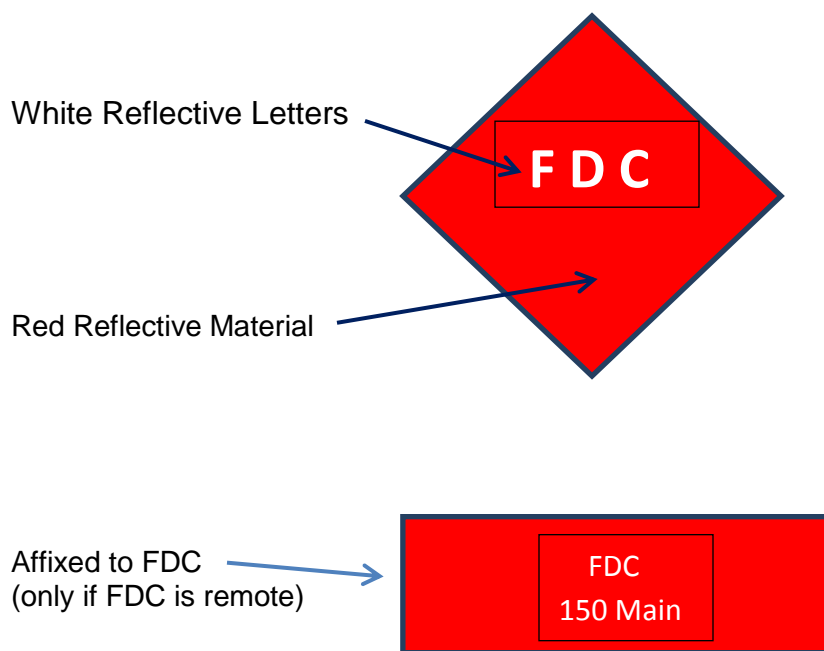 White Reflective Letters
F D C
Red Reflective Material
Affixed to FDC
(only if FDC is remote)
FDC
150 Main